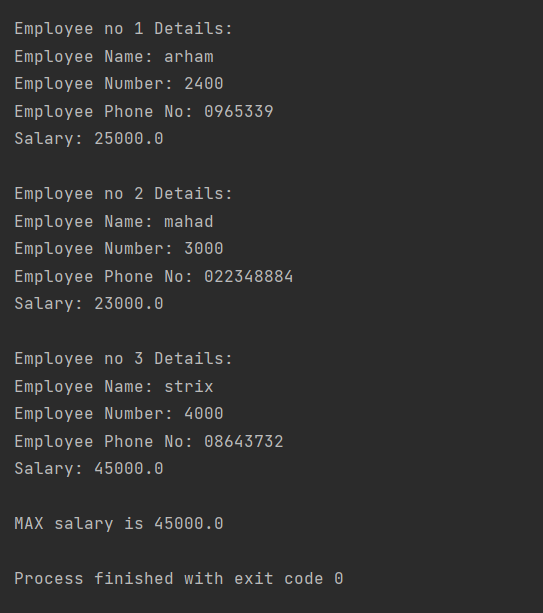 Employee no 1 Details:
Employee Name: arham
Employee Number: 2400
Employee Phone No: 0965339
Salary: 25000.0
Employee no 2 Details:
Employee Name: mahad
Employee Number: 3000
Employee Phone No: 022348884
Salary: 23000.0
Employee no 3 Details:
Employee Name: strix
Employee Number: 4000
Employee Phone No: 08643732
Salary: 45000.0
MAX salary is 45000.0
Process finished with exit code 0